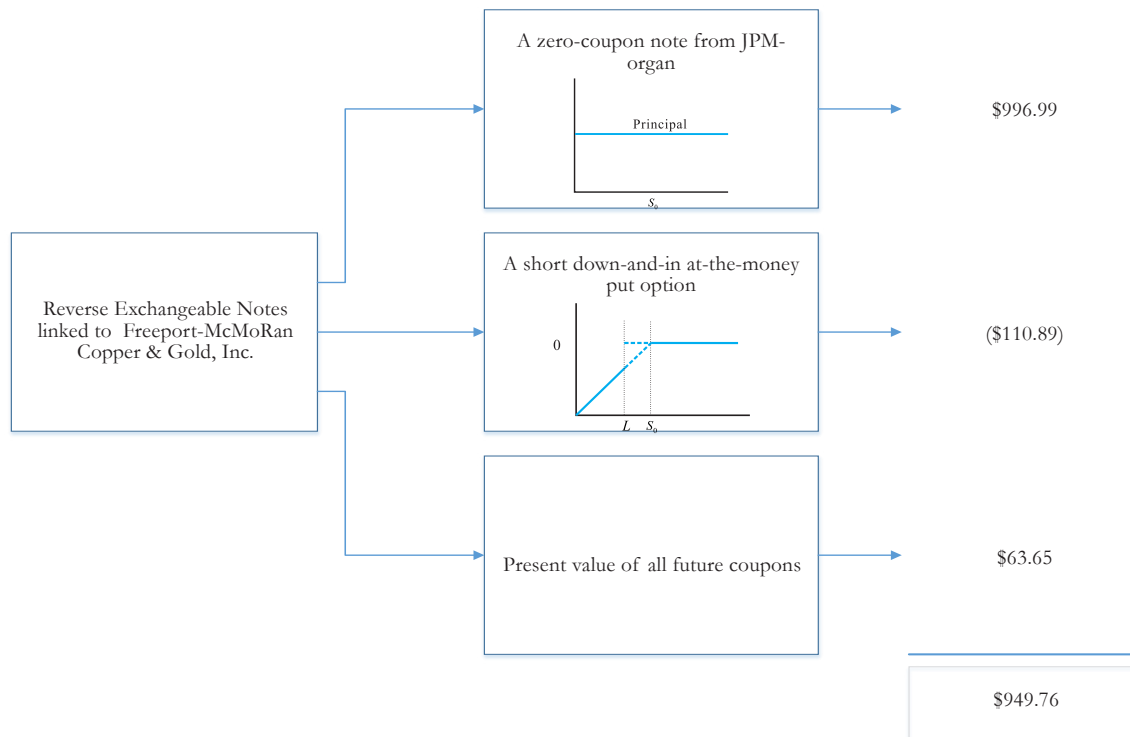 A zero-coupon note from JPM-
organ
Principal
S₀
$996.99
Reverse Exchangeable Notes
linked to Freeport-McMoRan
Copper & Gold, Inc.
A short down-and-in at-the-money
put option
0
L S₀
($110.89)
Present value of all future coupons
$63.65
$949.76